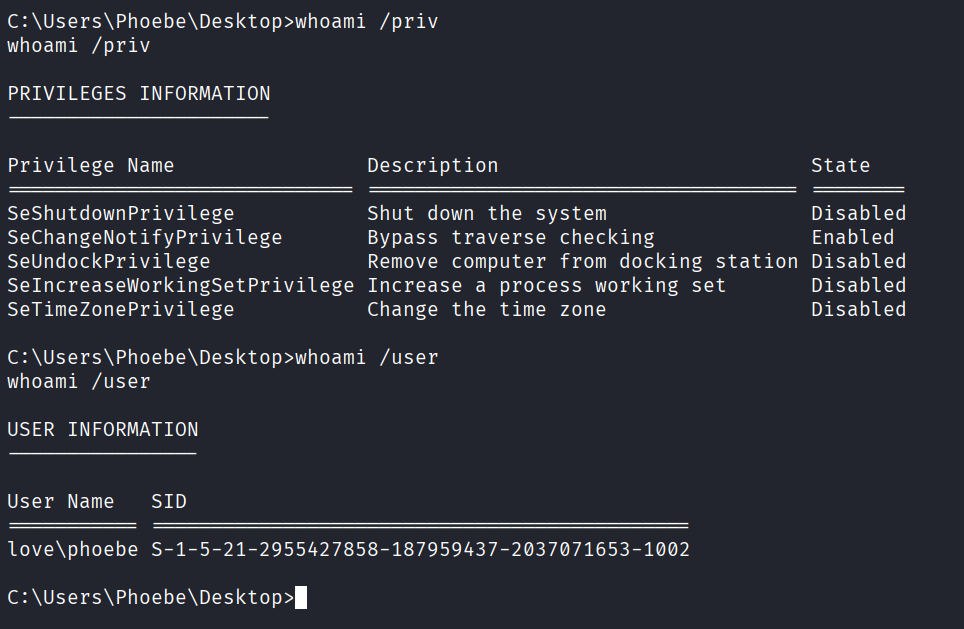 C:\Users\Phoebe\Desktop>whoami /priv
whoami /priv
PRIVILEGES INFORMATION
----------------------
Privilege Name                Description                          State
============================= ==================================== ========
SeShutdownPrivilege           Shut down the system                 Disabled
SeChangeNotifyPrivilege       Bypass traverse checking             Enabled
SeUndockPrivilege             Remove computer from docking station Disabled
SeIncreaseWorkingSetPrivilege Increase a process working set       Disabled
SeTimeZonePrivilege           Change the time zone                 Disabled
C:\Users\Phoebe\Desktop>whoami /user
whoami /user
USER INFORMATION
----------------
User Name   SID
=========== =============================================
love\phoebe S-1-5-21-2955427858-187959437-2037071653-1002
C:\Users\Phoebe\Desktop>